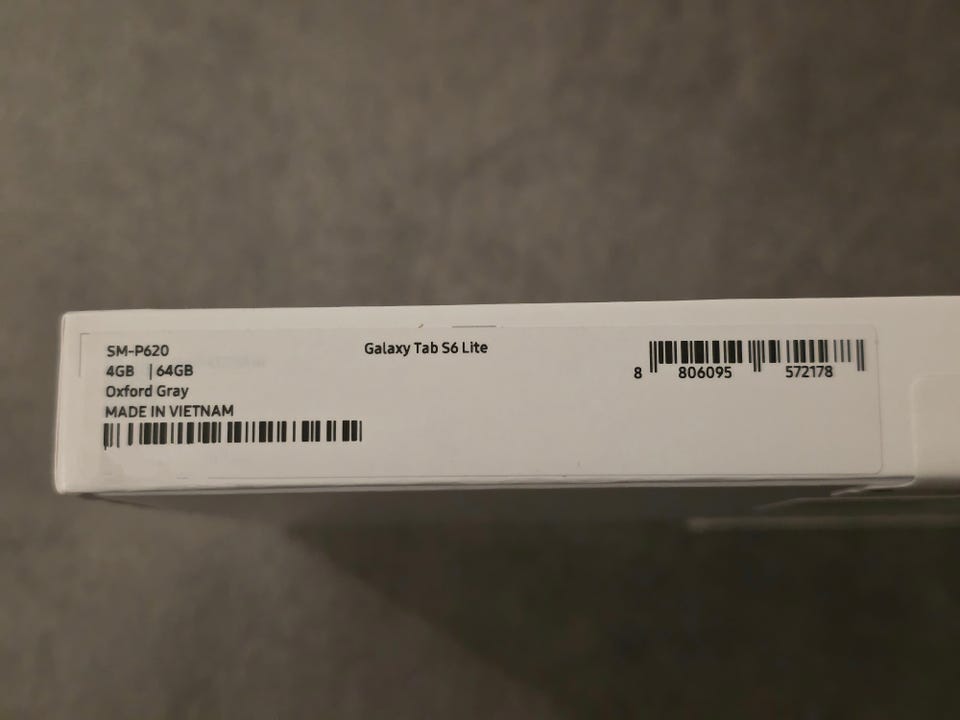 SM-P620
4GB | 64GB
Oxford Gray
MADE IN VIETNAM
Galaxy Tab S6 Lite
8 806095 572178